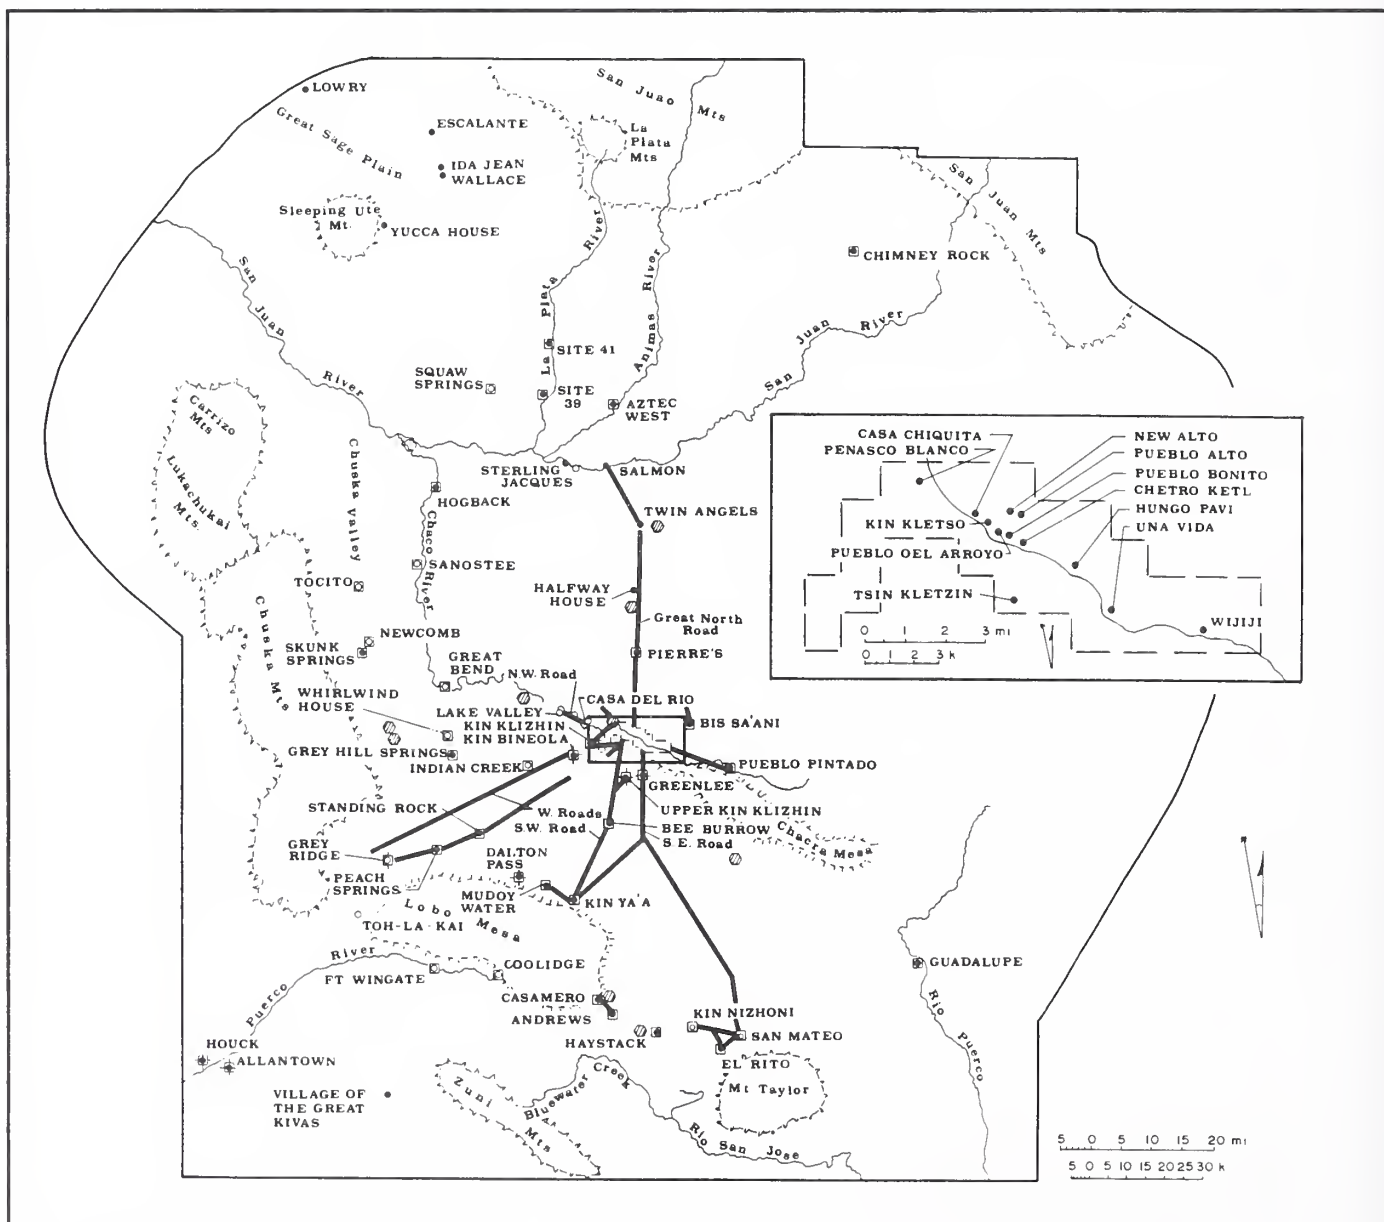 LOWRY
San Juao Mts
Great Sage Plain
ESCALANTE
La
Plata
Mts
IDA JEAN
WALLACE
San Juan Mts
Sleeping Ute
Mt.
YUCCA HOUSE
La Plata River
Animas River
CHIMNEY ROCK
San Juan River
San Juan River
SITE 41
SQUAW
SPRINGS
SITE
39
AZTEC
WEST
Carrizo
Mts
Lukachukai
Mts.
Chuska Valley
STERLING
JACQUES
SALMON
HOGBACK
Chaco River
TWIN ANGELS
SANOSTEE
TOCITO
HALFWAY
HOUSE
Great North
Road
Chuska Mts
NEWCOMB
SKUNK
SPRINGS
PIERRE'S
GREAT
BEND
N.W. Road
WHIRLWIND
HOUSE
CASA DEL RIO
LAKE VALLEY
KIN KLIZHIN
KIN BINEOLA
BIS SA'ANI
GREY HILL SPRINGS
INDIAN CREEK
PUEBLO PINTADO
GREENLEE
STANDING ROCK
W. Roads
UPPER KIN KLIZHIN
S.W. Road
BEE BURROW
S.E. Road
Chacra Mesa
GREY
RIDGE
DALTON
PASS
PEACH
SPRINGS
MUDOY
WATER
KIN YA'A
Lobo Mesa
TOH-LA-KAI
Puerco River
FT WINGATE
COOLIDGE
GUADALUPE
CASAMERO
ANDREWS
KIN NIZHONI
HAYSTACK
SAN MATEO
EL RITO
Mt Taylor
Rio Puerco
HOUCK
ALLANTOWN
VILLAGE OF
THE GREAT
KIVAS
Zuni Mts
Bluewater Creek
Rio San Jose
5 0 5 10 15 20 mi
5 0 5 10 15 20 25 30 k
CASA CHIQUITA
PENASCO BLANCO
NEW ALTO
PUEBLO ALTO
PUEBLO BONITO
CHETRO KETL
HUNGO PAVI
UNA VIDA
KIN KLETSO
PUEBLO OEL ARROYO
TSIN KLETZIN
WIJIJI
0 1 2 3 mi
0 1 2 3 k